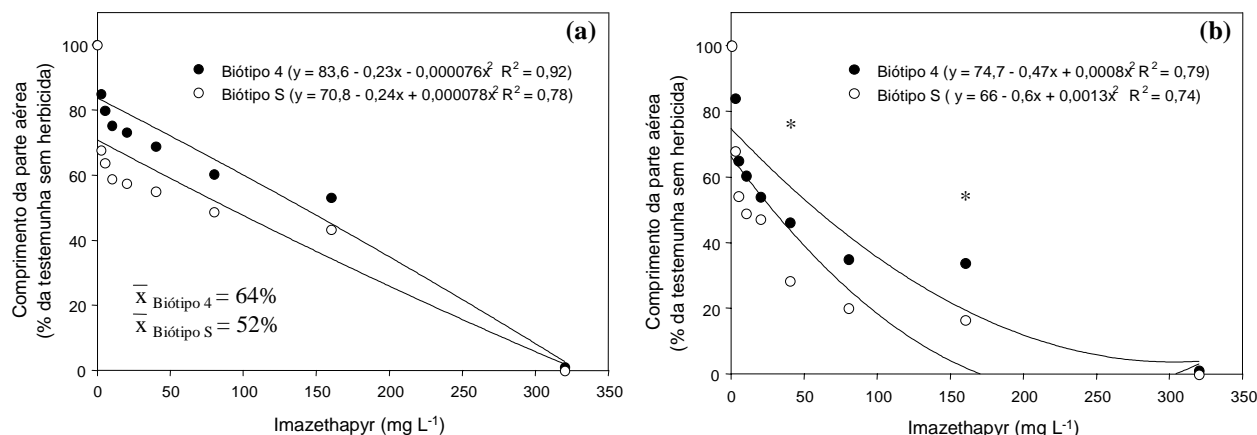 (a)
Comprimento da parte aérea
(% da testemunha sem herbicida)
100
80
60
40
20
0
Biótipo 4 (y = 83,6 - 0,23x - 0,000076x² R² = 0,92)
Biótipo S (y = 70,8 - 0,24x + 0,000078x² R² = 0,78)
x̄ Biótipo 4 = 64%
x̄ Biótipo S = 52%
0 50 100 150 200 250 300 350
Imazethapyr (mg L⁻¹)
(b)
Comprimento da parte aérea
(% da testemunha sem herbicida)
100
80
60
40
20
0
Biótipo 4 (y = 74,7 - 0,47x + 0,0008x² R² = 0,79)
Biótipo S ( y = 66 - 0,6x + 0,0013x² R² = 0,74)
*
*
0 50 100 150 200 250 300 350
Imazethapyr (mg L⁻¹)